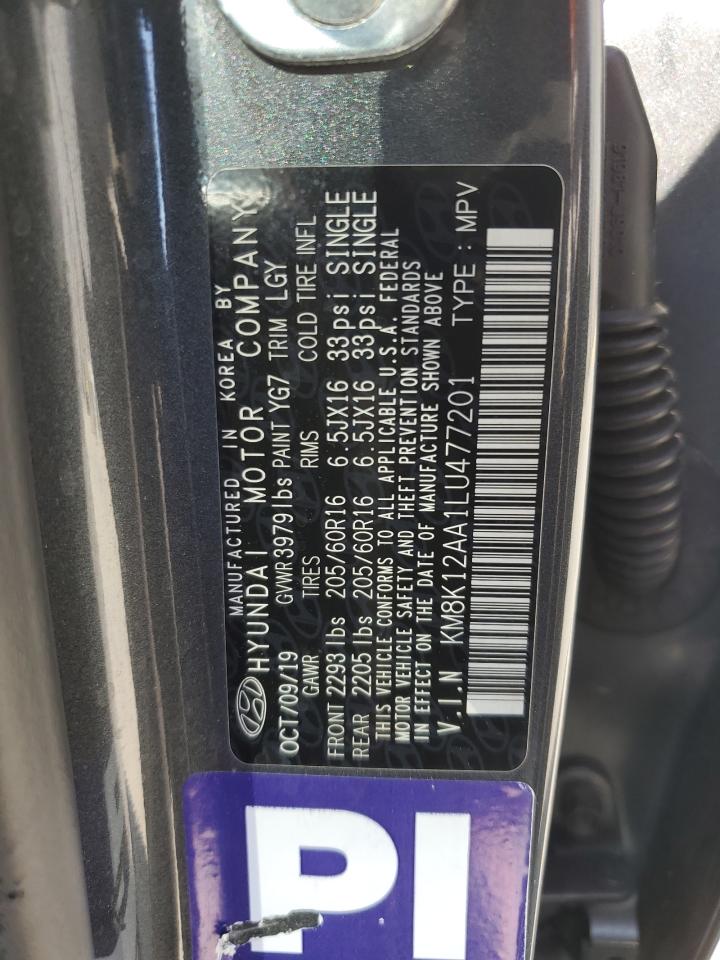 MANUFACTURED IN KOREA BY
HYUNDAI MOTOR COMPANY
OCT/09/19 GVWR 3979 lbs PAINT YG7 TRIM LGY
GAWR TIRES RIMS COLD TIRE INFL
FRONT 2293 lbs 205/60R16 6.5JX16 33psi SINGLE
REAR 2205 lbs 205/60R16 6.5JX16 33psi SINGLE
THIS VEHICLE CONFORMS TO ALL APPLICABLE U.S.A. FEDERAL
MOTOR VEHICLE SAFETY AND THEFT PREVENTION STANDARDS
IN EFFECT ON THE DATE OF MANUFACTURE SHOWN ABOVE
V.I.N KM8K12AA1LU477201 TYPE : MPV
PI